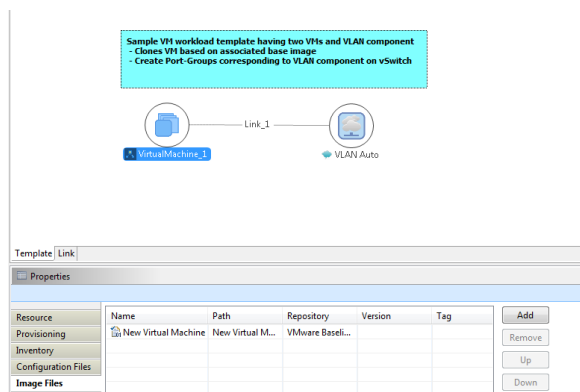 Sample VM workload template having two VMs and VLAN component
- Clones VM based on associated base image
- Create Port-Groups corresponding to VLAN component on vSwitch
Link_1
VirtualMachine_1
VLAN Auto
Template Link
Properties
Resource
Provisioning
Inventory
Configuration Files
Image Files
Name Path Repository Version Tag
New Virtual Machine New Virtual M... VMware Baseli...
Add
Remove
Up
Down